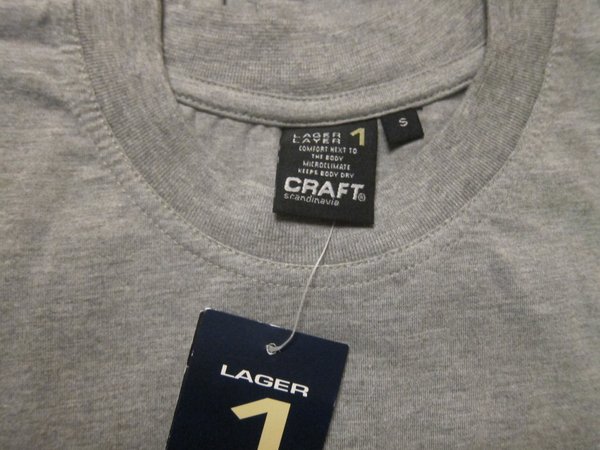 LAGER
LAYER 1
COMFORT NEXT TO
THE BODY
MICROCLIMATE
KEEPS BODY DRY
CRAFT®
scandinavia
S
LAGER
1